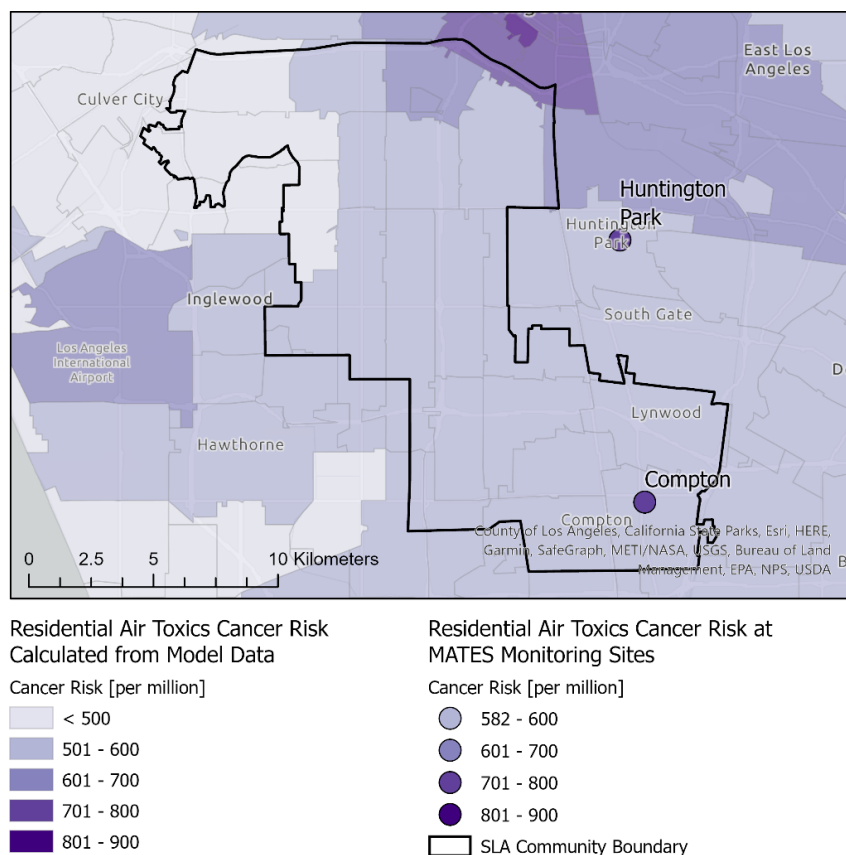 East Los
Angeles
Culver City
Huntington
Park
Huntington
Park
Inglewood
South Gate
Los Angeles
International
Airport
Lynwood
Hawthorne
Compton
Compton
County of Los Angeles, California State Parks, Esri, HERE,
Garmin, SafeGraph, METI/NASA, USGS, Bureau of Land
Management, EPA, NPS, USDA
0 2.5 5 10 Kilometers
Residential Air Toxics Cancer Risk
Calculated from Model Data
Cancer Risk [per million]
< 500
501 - 600
601 - 700
701 - 800
801 - 900
Residential Air Toxics Cancer Risk at
MATES Monitoring Sites
Cancer Risk [per million]
582 - 600
601 - 700
701 - 800
801 - 900
SLA Community Boundary